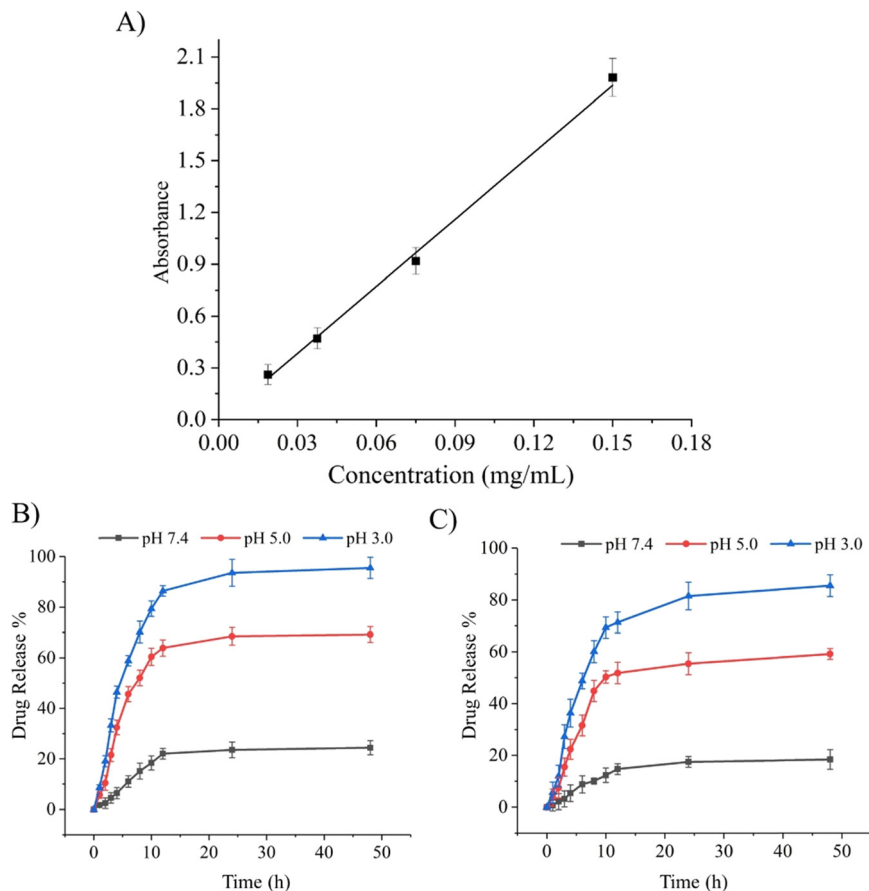 A)
2.1
1.8
1.5
1.2
0.9
0.6
0.3
0.0
Absorbance
0.00 0.03 0.06 0.09 0.12 0.15 0.18
Concentration (mg/mL)
B)
pH 7.4 pH 5.0 pH 3.0
100
80
60
40
20
0
Drug Release %
0 10 20 30 40 50
Time (h)
C)
pH 7.4 pH 5.0 pH 3.0
100
80
60
40
20
0
Drug Release %
0 10 20 30 40 50
Time (h)